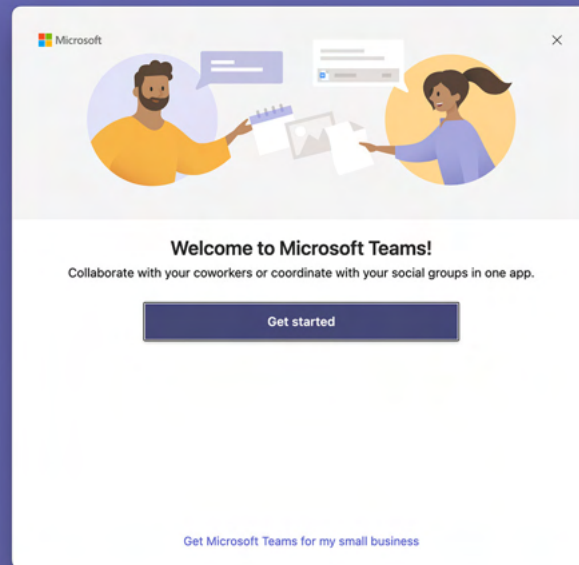 Microsoft
Welcome to Microsoft Teams!
Collaborate with your coworkers or coordinate with your social groups in one app.
Get started
Get Microsoft Teams for my small business